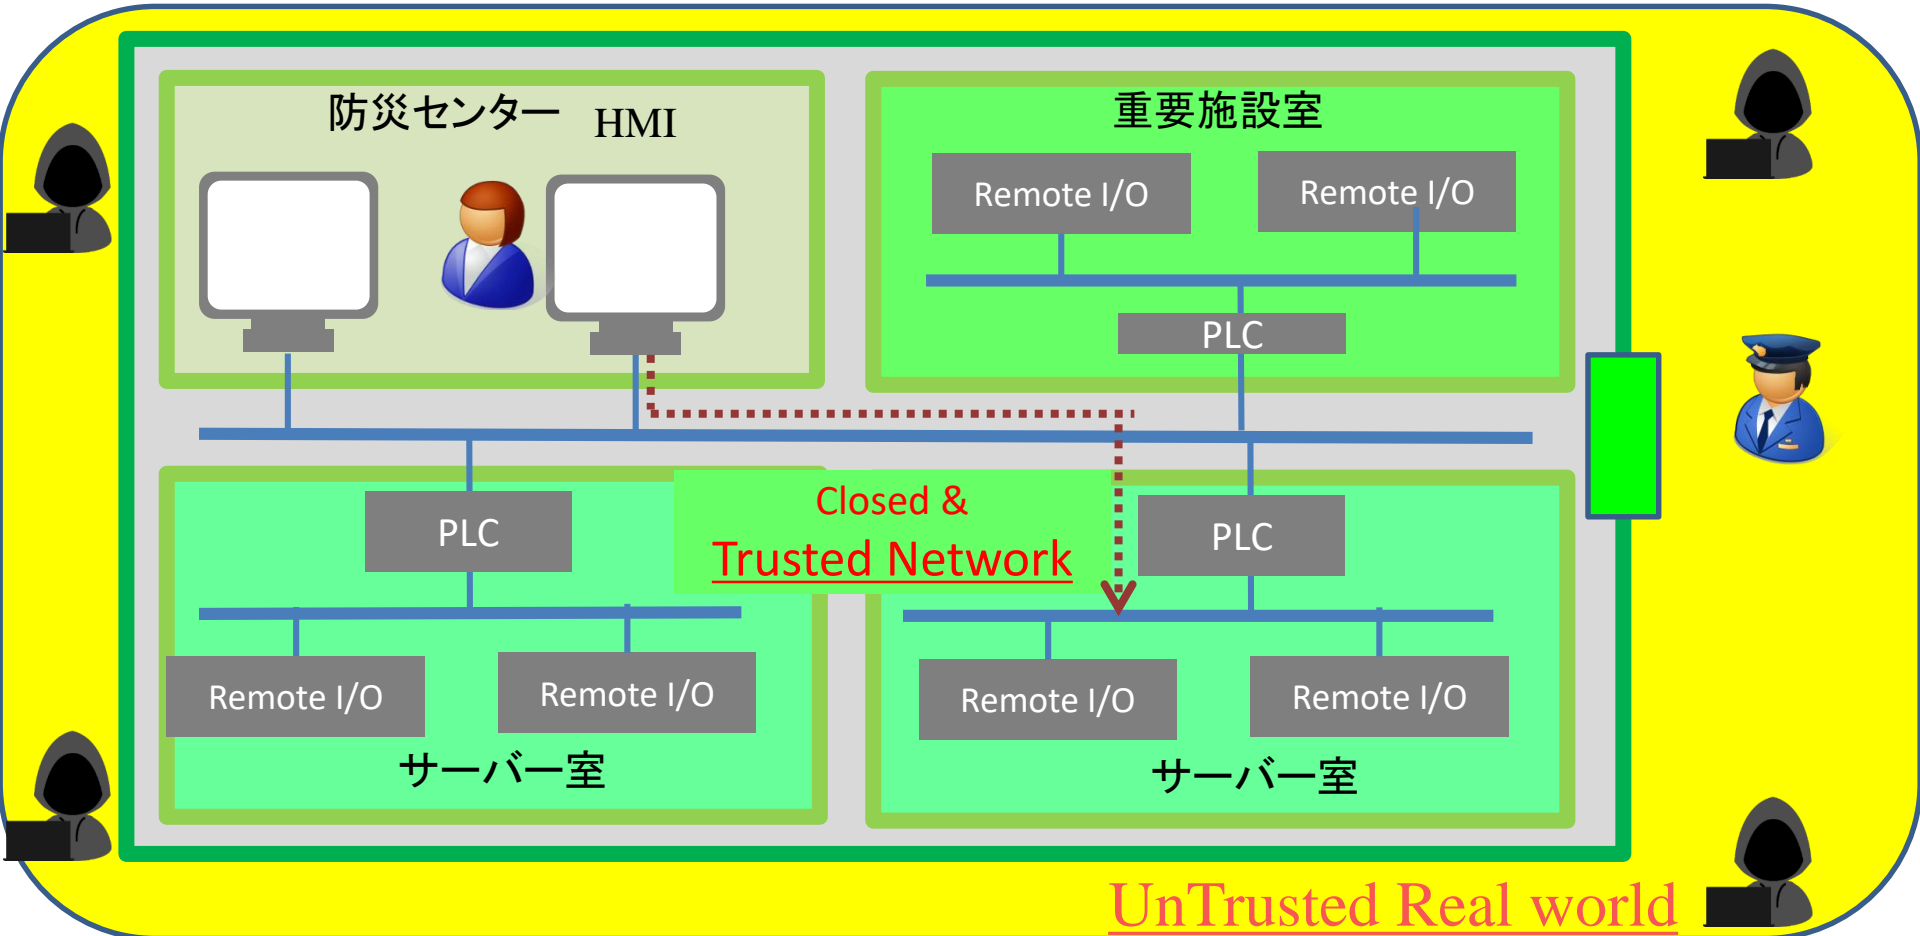 防災センター HMI
重要施設室
Remote I/O
Remote I/O
PLC
PLC
Closed &
Trusted Network
PLC
Remote I/O
Remote I/O
サーバー室
Remote I/O
Remote I/O
サーバー室
UnTrusted Real world